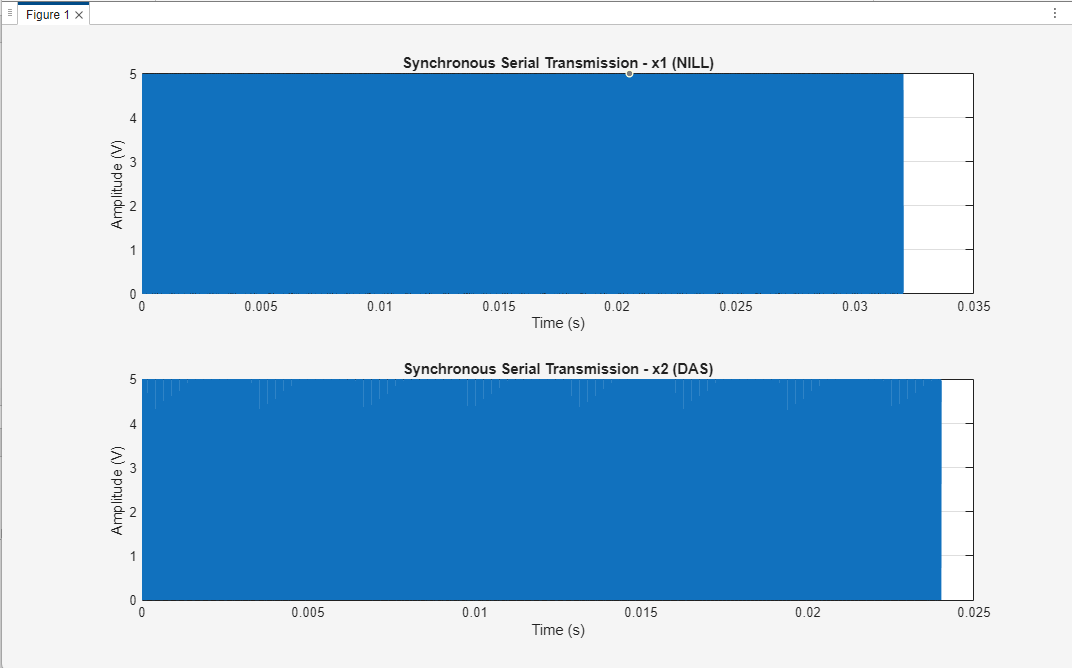 Figure 1
Synchronous Serial Transmission - x1 (NILL)
5
4
3
2
1
0
Amplitude (V)
0 0.005 0.01 0.015 0.02 0.025 0.03 0.035
Time (s)
Synchronous Serial Transmission - x2 (DAS)
5
4
3
2
1
0
Amplitude (V)
0 0.005 0.01 0.015 0.02 0.025
Time (s)